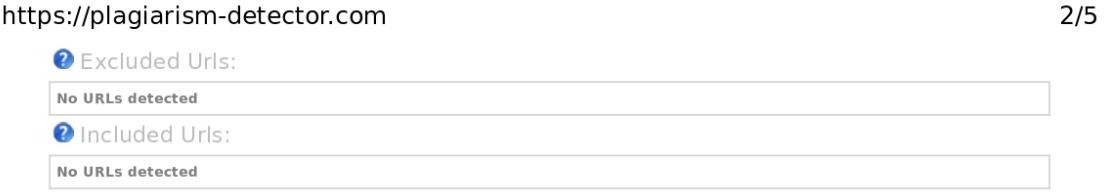 https://plagiarism-detector.com 2/5
Excluded Urls:
No URLs detected
Included Urls:
No URLs detected